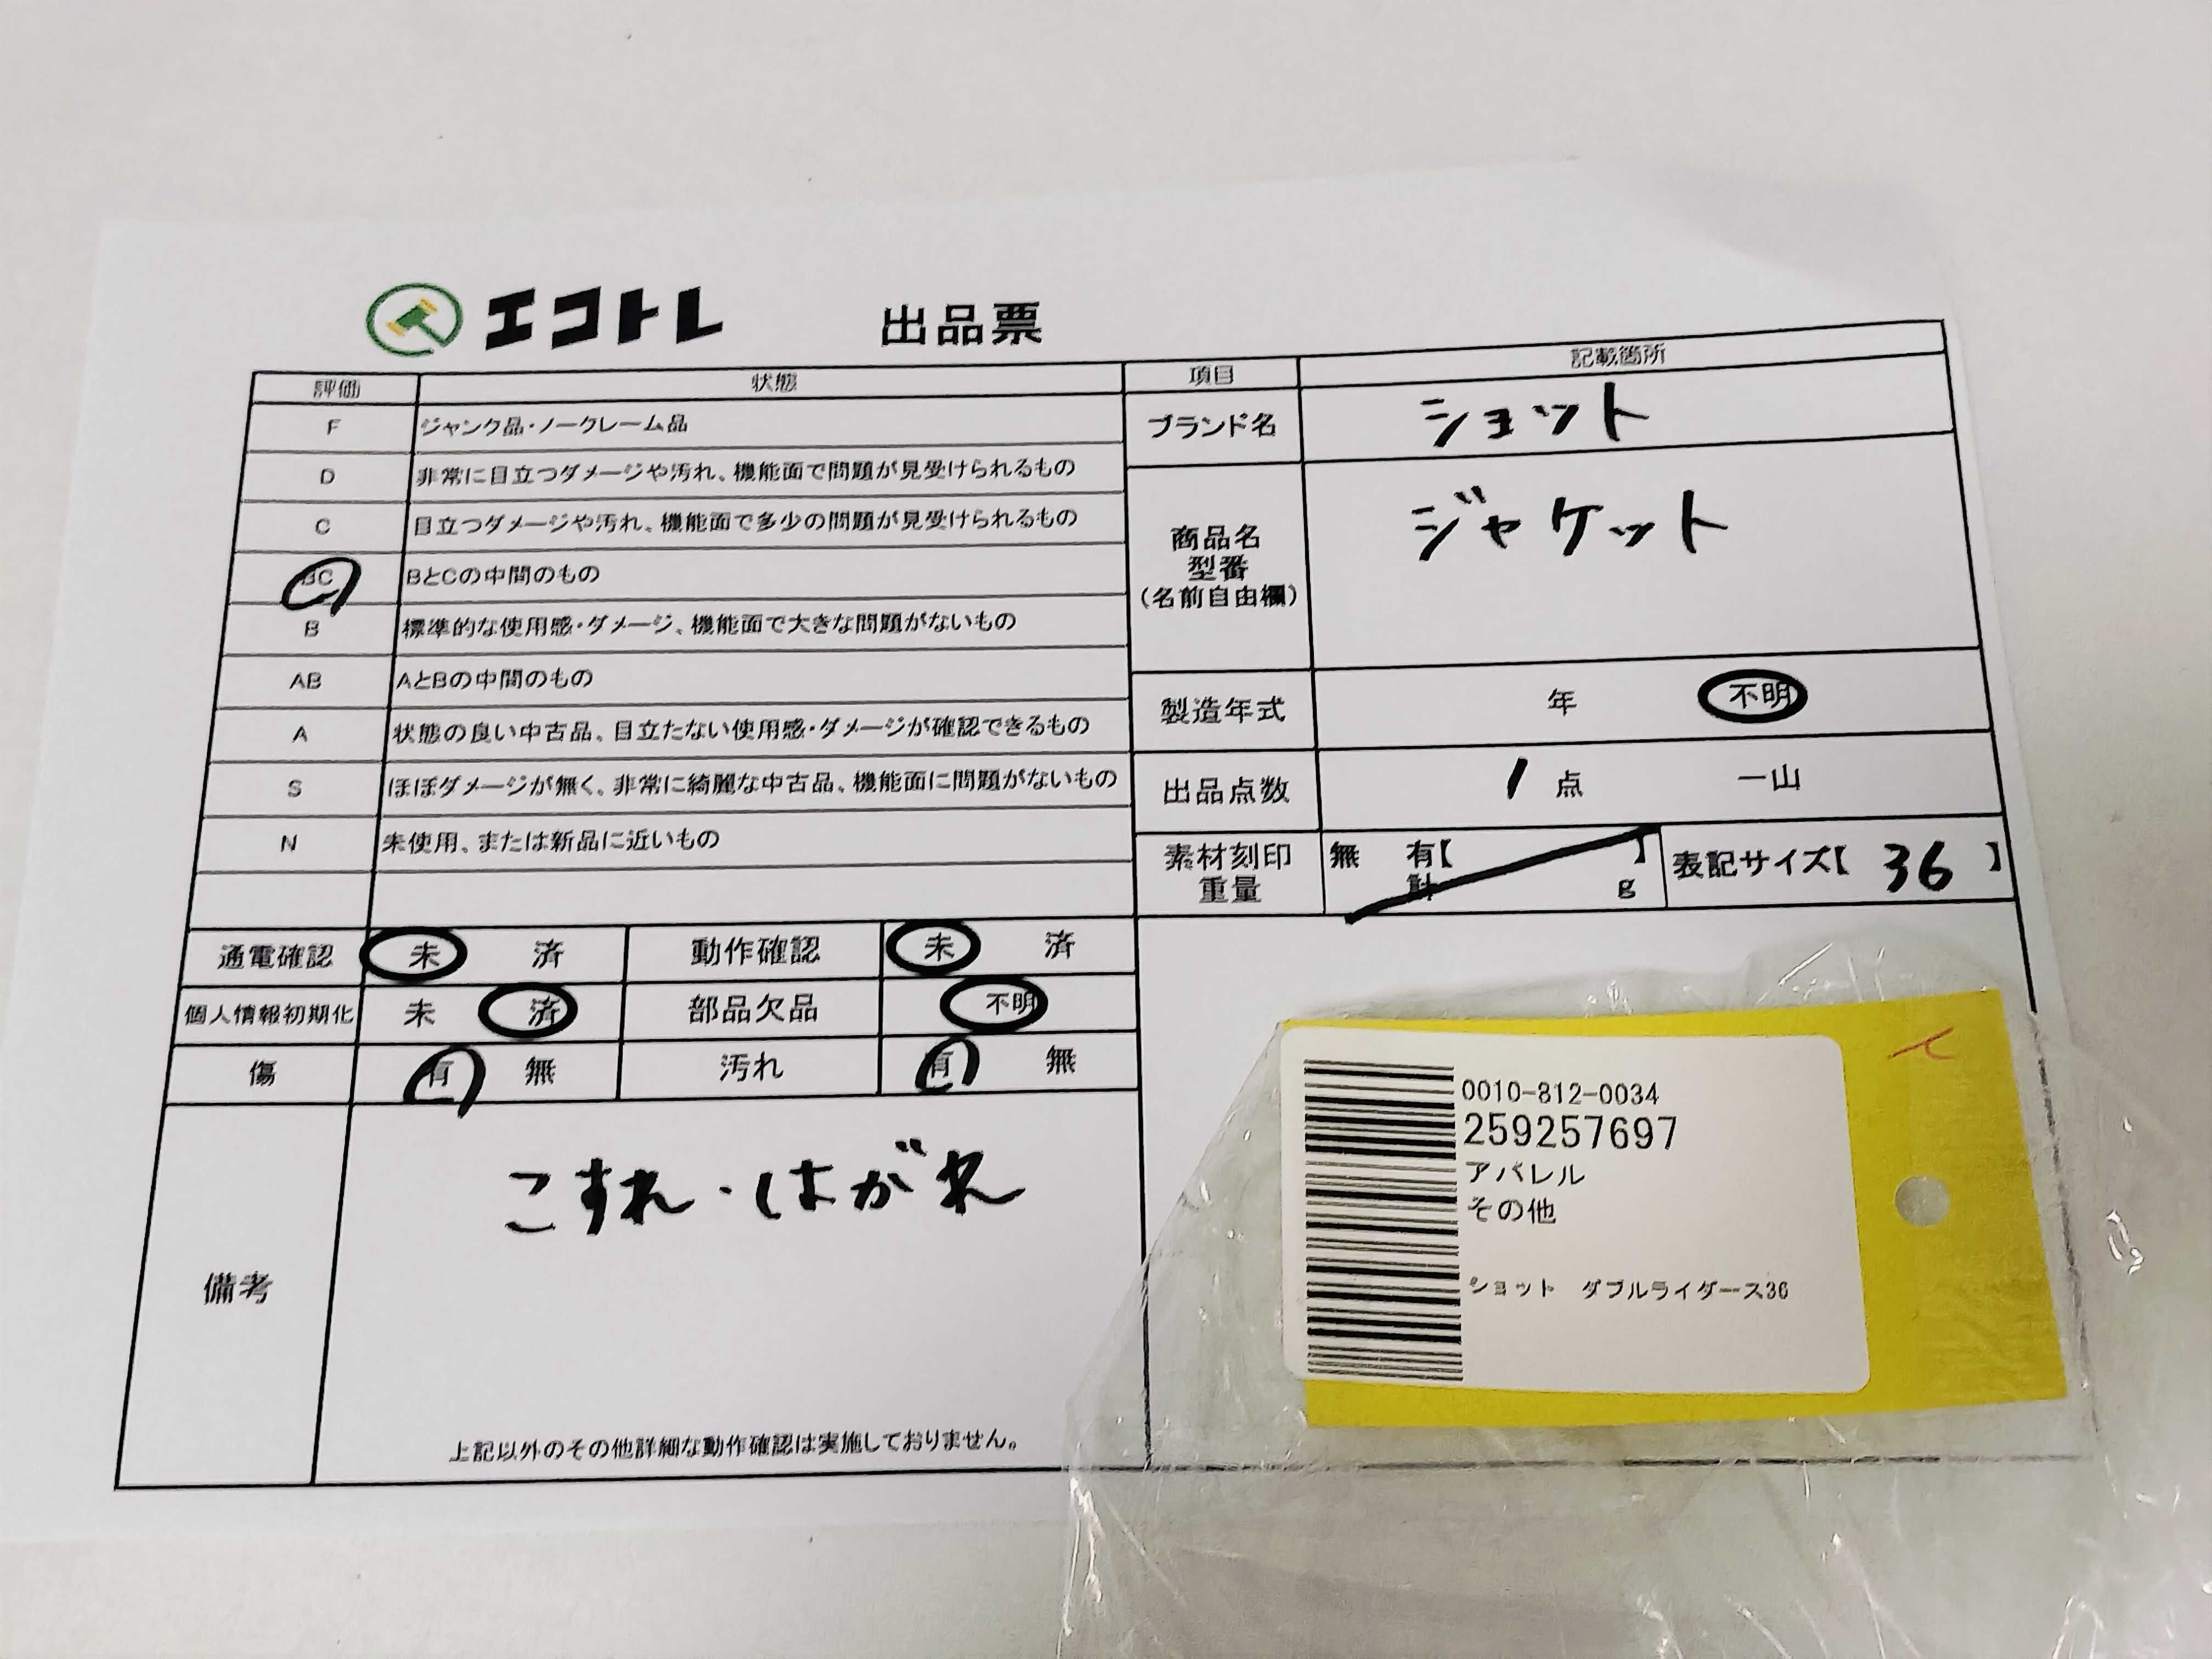 エコトレ 出品票
評価 状態
F ジャンク品・ノークレーム品
D 非常に目立つダメージや汚れ、機能面で問題が見受けられるもの
C 目立つダメージや汚れ、機能面で多少の問題が見受けられるもの
BC BとCの中間のもの
B 標準的な使用感・ダメージ、機能面で大きな問題がないもの
AB AとBの中間のもの
A 状態の良い中古品、目立たない使用感・ダメージが確認できるもの
S ほぼダメージが無く、非常に綺麗な中古品、機能面に問題がないもの
N 未使用、または新品に近いもの
通電確認 未 済 動作確認 未 済
個人情報初期化 未 済 部品欠品 不明
傷 有 無 汚れ 有 無
備考
こすれ・はがれ
上記以外のその他詳細な動作確認は実施しておりません。
項目 記載箇所
ブランド名 ショット
商品名
型番
(名前自由欄)
ジャケット
製造年式 年 不明
出品点数 1 点 一山
素材刻印 無 有【 】
重量 計 g
表記サイズ【 36 】
0010-812-0034
259257697
アパレル
その他
ショット ダブルライダース36